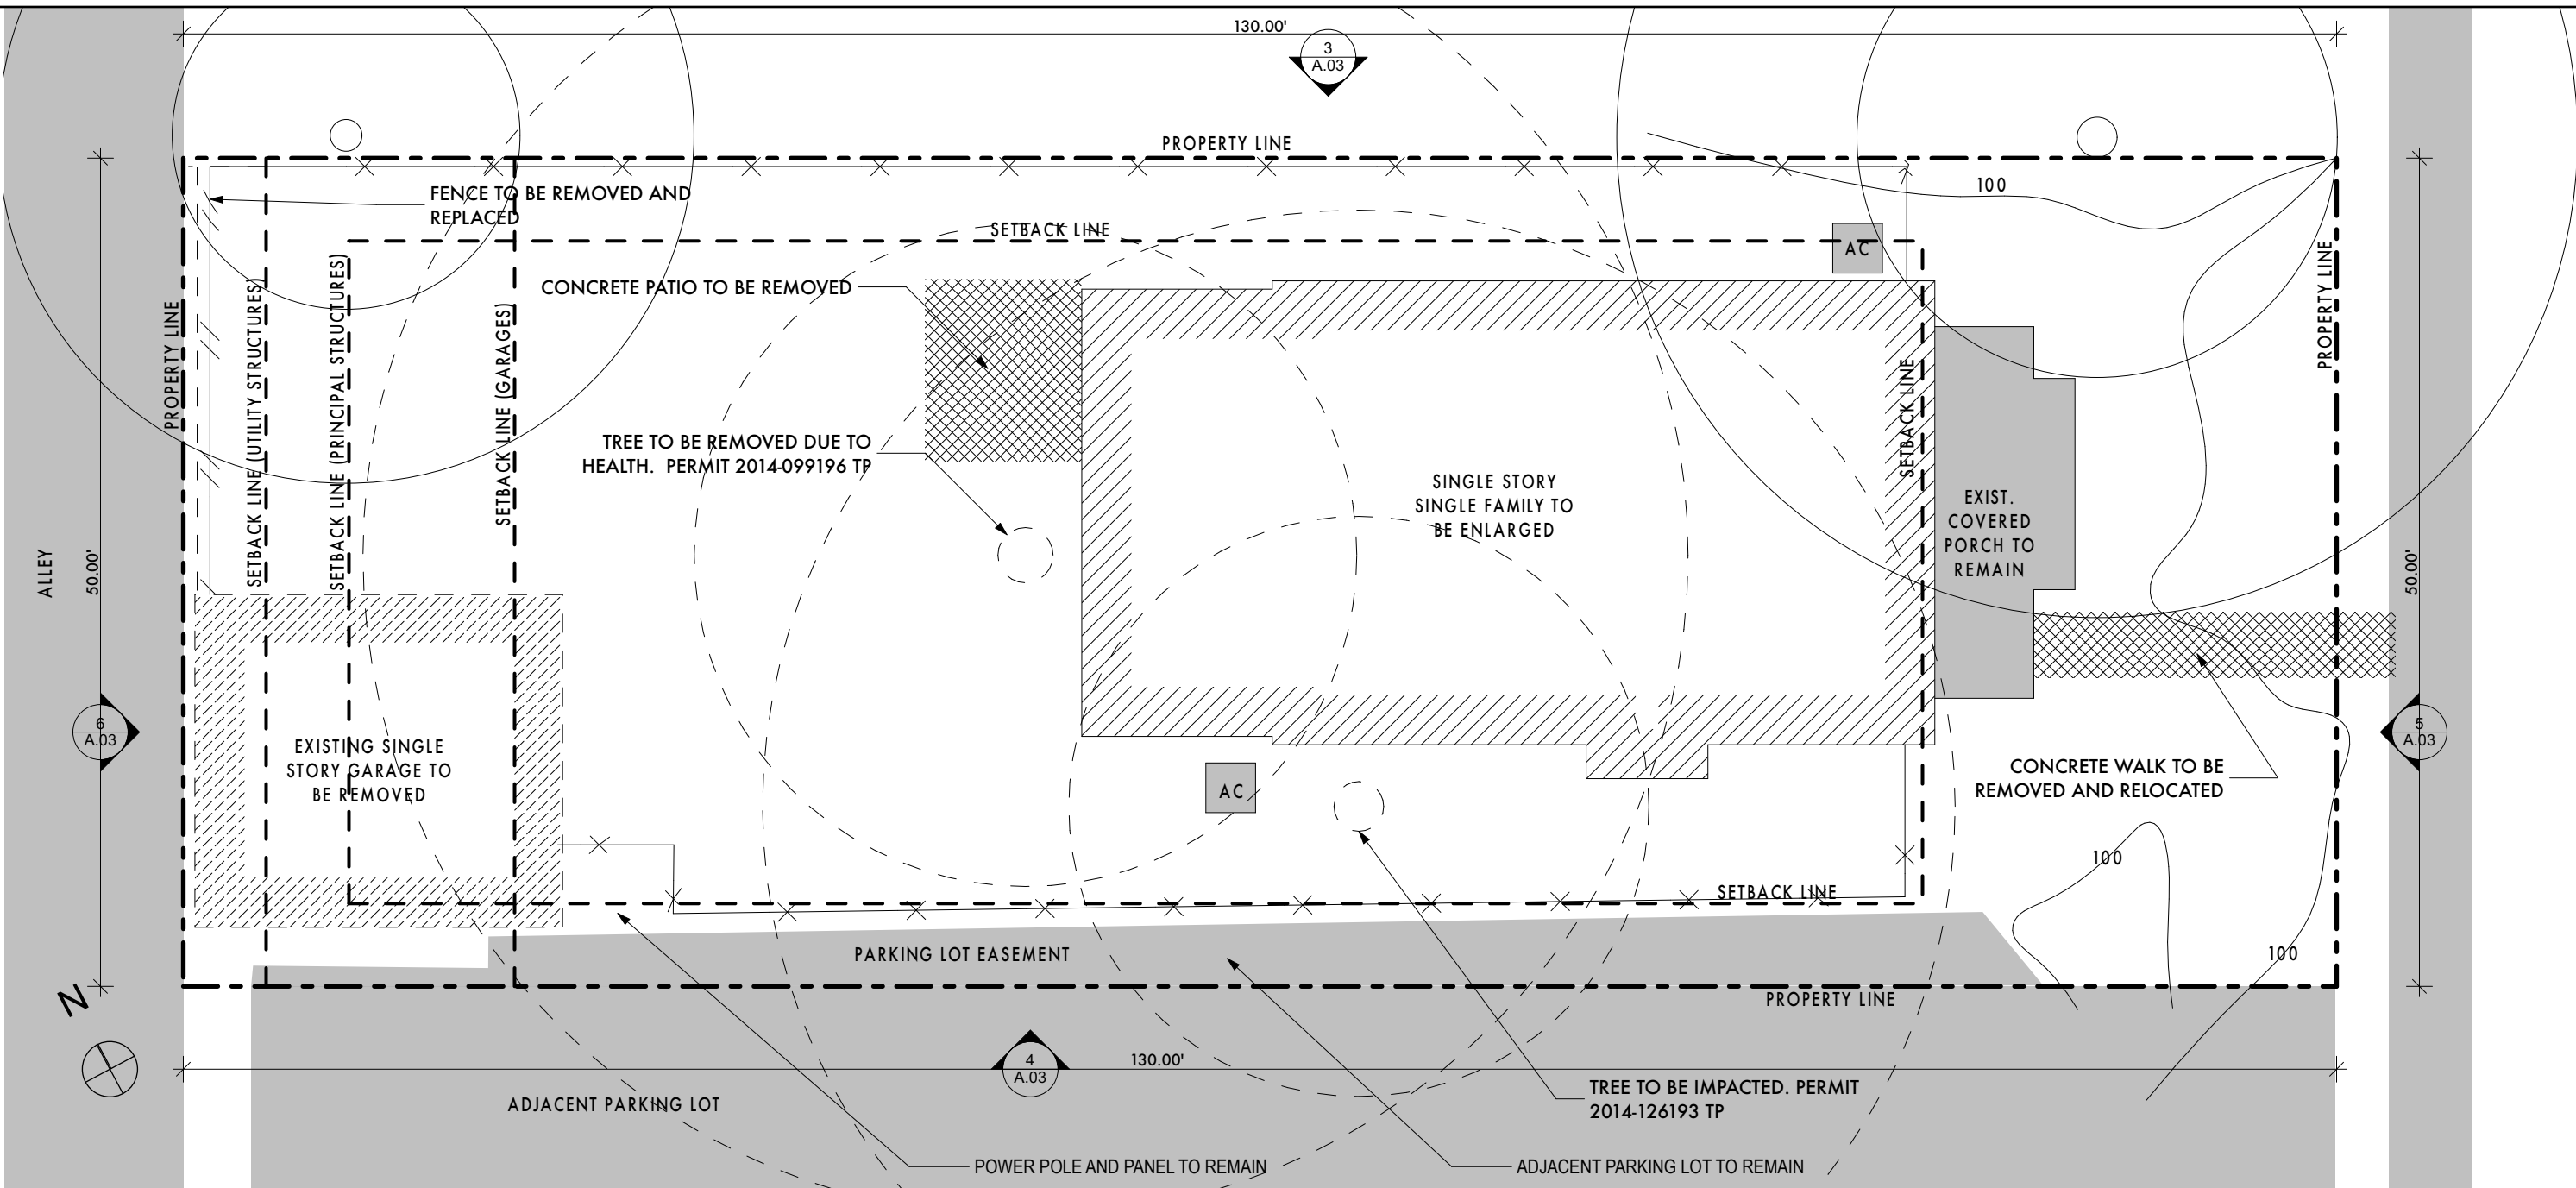 130.00'
3
A.03
PROPERTY LINE
FENCE TO BE REMOVED AND
REPLACED
100
SETBACK LINE
AC
CONCRETE PATIO TO BE REMOVED
PROPERTY LINE
SETBACK LINE (UTILITY STRUCTURES)
SETBACK LINE (PRINCIPAL STRUCTURES)
SETBACK LINE (GARAGES)
PROPERTY LINE
SETBACK LINE
TREE TO BE REMOVED DUE TO
HEALTH. PERMIT 2014-099196 TP
SINGLE STORY
SINGLE FAMILY TO
BE ENLARGED
EXIST.
COVERED
PORCH TO
REMAIN
ALLEY
50.00'
50.00'
6
A.03
5
A.03
EXISTING SINGLE
STORY GARAGE TO
BE REMOVED
AC
CONCRETE WALK TO BE
REMOVED AND RELOCATED
100
SETBACK LINE
PARKING LOT EASEMENT
100
PROPERTY LINE
N
4
A.03
130.00'
ADJACENT PARKING LOT
TREE TO BE IMPACTED. PERMIT
2014-126193 TP
POWER POLE AND PANEL TO REMAIN
ADJACENT PARKING LOT TO REMAIN